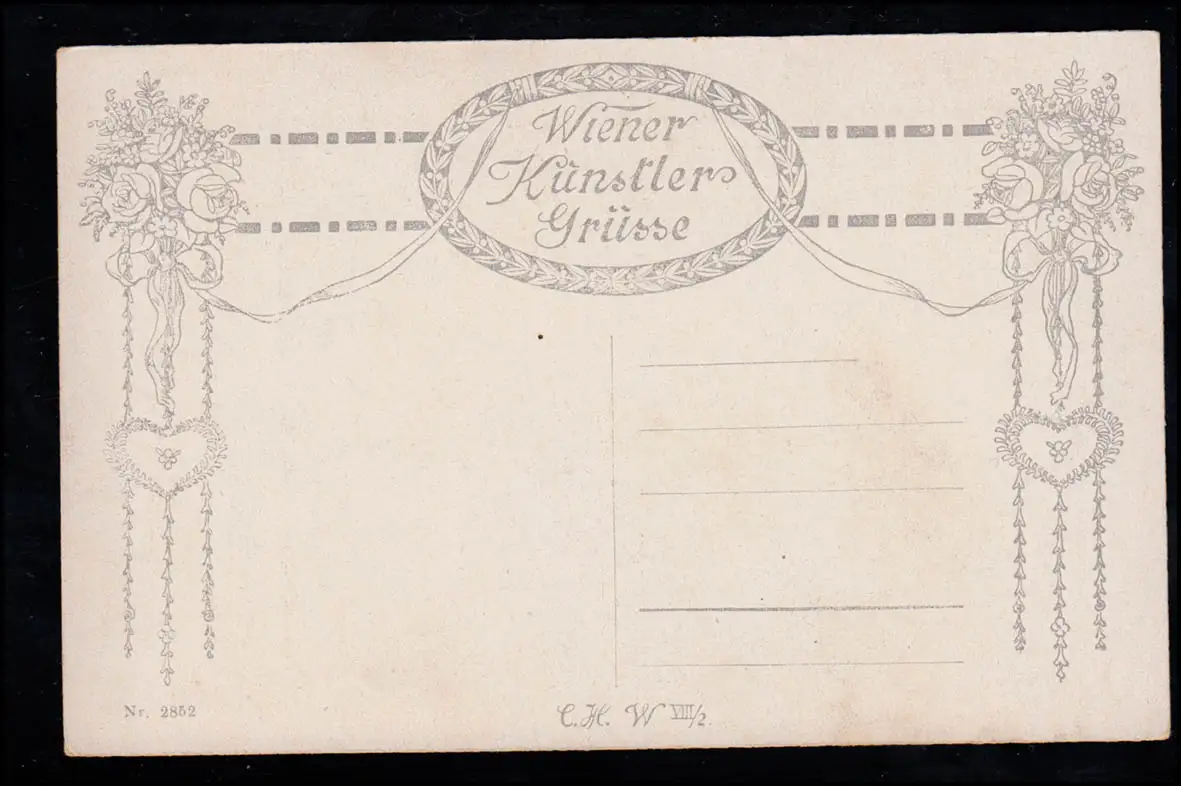 Wiener
Künstler
Grüsse
Nr. 2852
C.H. W VIII/2.